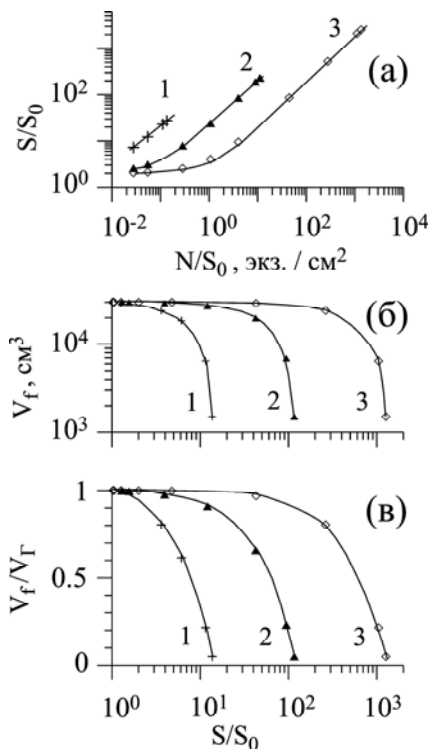 3
2
1
(а)
S/S₀
10²
10⁰
10⁻² 10⁰ 10² 10⁴
N/S₀ , экз. / см²
(б)
V_f, см³
10⁴
10³
1 2 3
(в)
V_f/V_Г
1
0.5
0
1 2 3
10⁰ 10¹ 10² 10³
S/S₀